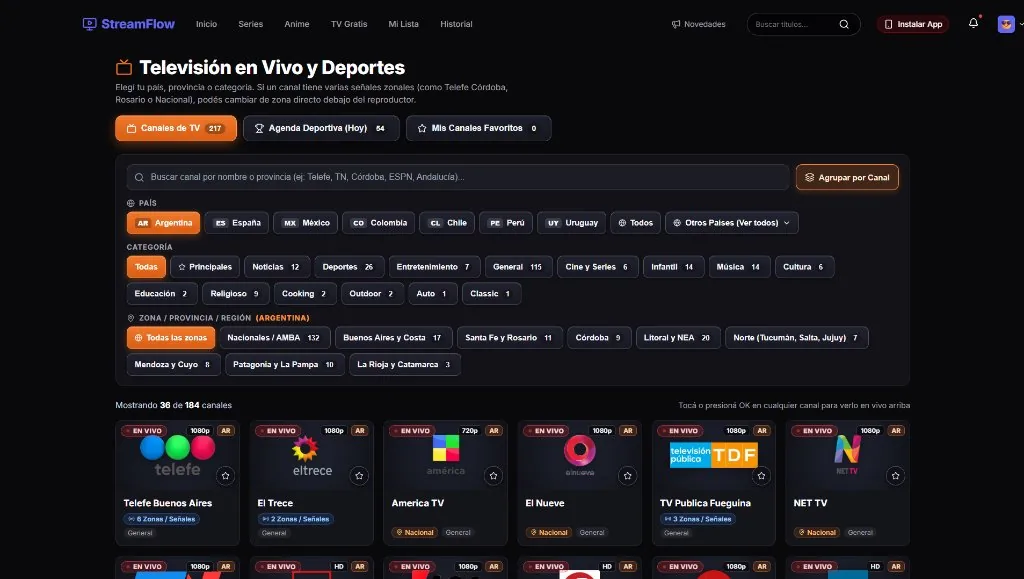 StreamFlow Inicio Series Anime TV Gratis Mi Lista Historial Novedades Buscar títulos... Instalar App
Televisión en Vivo y Deportes
Elegí tu país, provincia o categoría. Si un canal tiene varias señales zonales (como Telefe Córdoba,
Rosario o Nacional), podés cambiar de zona directo debajo del reproductor.
Canales de TV 217 Agenda Deportiva (Hoy) 64 Mis Canales Favoritos 0
Buscar canal por nombre o provincia (ej: Telefe, TN, Córdoba, ESPN, Andalucía)... Agrupar por Canal
PAÍS
AR Argentina ES España MX México CO Colombia CL Chile PE Perú UY Uruguay Todos Otros Países (Ver todos)
CATEGORÍA
Todas Principales Noticias 12 Deportes 26 Entretenimiento 7 General 115 Cine y Series 6 Infantil 14 Música 14 Cultura 6
Educación 2 Religioso 9 Cooking 2 Outdoor 2 Auto 1 Classic 1
ZONA / PROVINCIA / REGIÓN (ARGENTINA)
Todas las zonas Nacionales / AMBA 132 Buenos Aires y Costa 17 Santa Fe y Rosario 11 Córdoba 9 Litoral y NEA 20 Norte (Tucumán, Salta, Jujuy) 7
Mendoza y Cuyo 8 Patagonia y La Pampa 10 La Rioja y Catamarca 3
Mostrando 36 de 184 canales Tocá o presioná OK en cualquier canal para verlo en vivo arriba
EN VIVO 1080p AR EN VIVO 1080p AR EN VIVO 720p AR EN VIVO 1080p AR EN VIVO 1080p AR EN VIVO 1080p AR
telefe eltrece américa elnueve televisión pública TDF NET TV
Telefe Buenos Aires El Trece America TV El Nueve TV Publica Fueguina NET TV
6 Zonas / Señales 2 Zonas / Señales 3 Zonas / Señales
General General Nacional General Nacional General General Nacional General
EN VIVO 1080p AR EN VIVO HD AR EN VIVO 1080p AR EN VIVO HD AR EN VIVO 1080p AR EN VIVO HD AR